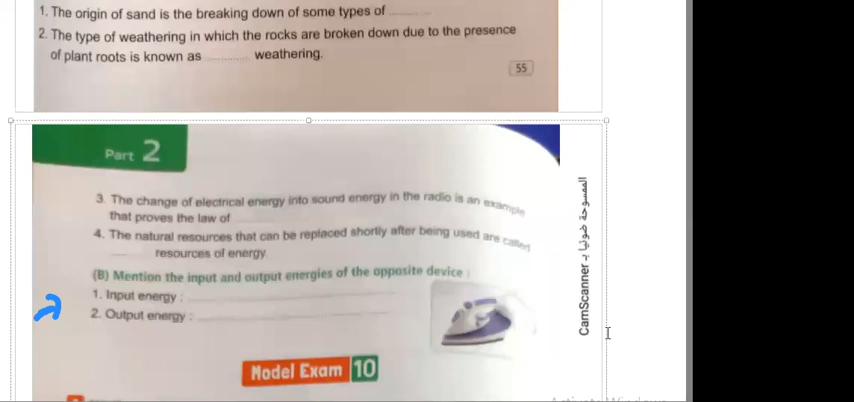 1. The origin of sand is the breaking down of some types of
2. The type of weathering in which the rocks are broken down due to the presence
of plant roots is known as weathering.
55
Part 2
3. The change of electrical energy into sound energy in the radio is an example
that proves the law of
4. The natural resources that can be replaced shortly after being used are called
resources of energy.
(B) Mention the input and output energies of the opposite device :
1. Input energy :
2. Output energy :
Model Exam 10
الممسوحة ضوئيا بـ CamScanner